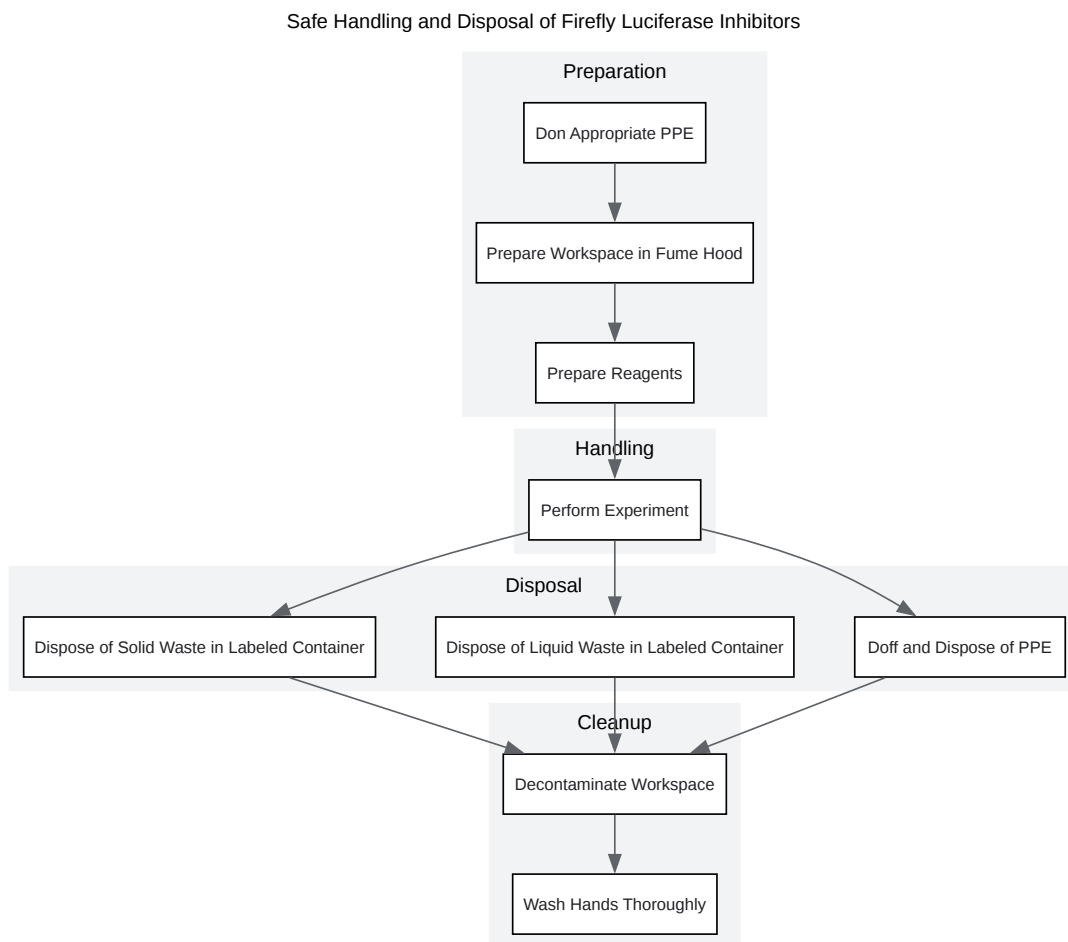 Safe Handling and Disposal of Firefly Luciferase Inhibitors
Preparation
Don Appropriate PPE
Prepare Workspace in Fume Hood
Prepare Reagents
Handling
Perform Experiment
Disposal
Dispose of Solid Waste in Labeled Container
Dispose of Liquid Waste in Labeled Container
Doff and Dispose of PPE
Cleanup
Decontaminate Workspace
Wash Hands Thoroughly